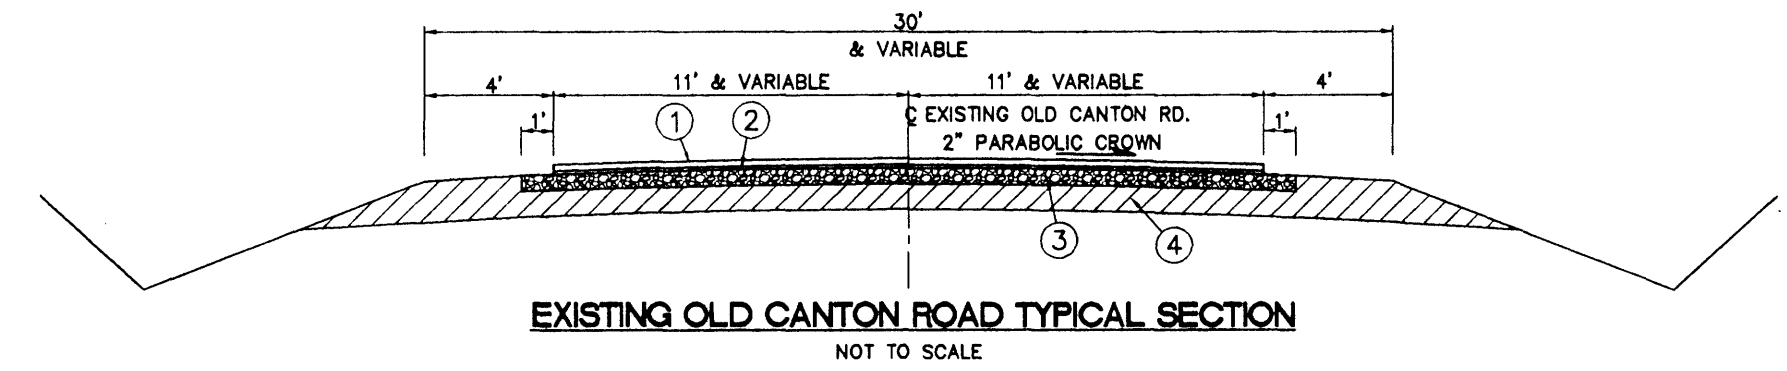 30'
& VARIABLE
4' 11' & VARIABLE 11' & VARIABLE 4'
1' 1 2 ℄ EXISTING OLD CANTON RD. 1'
2" PARABOLIC CROWN
3 4
EXISTING OLD CANTON ROAD TYPICAL SECTION
NOT TO SCALE